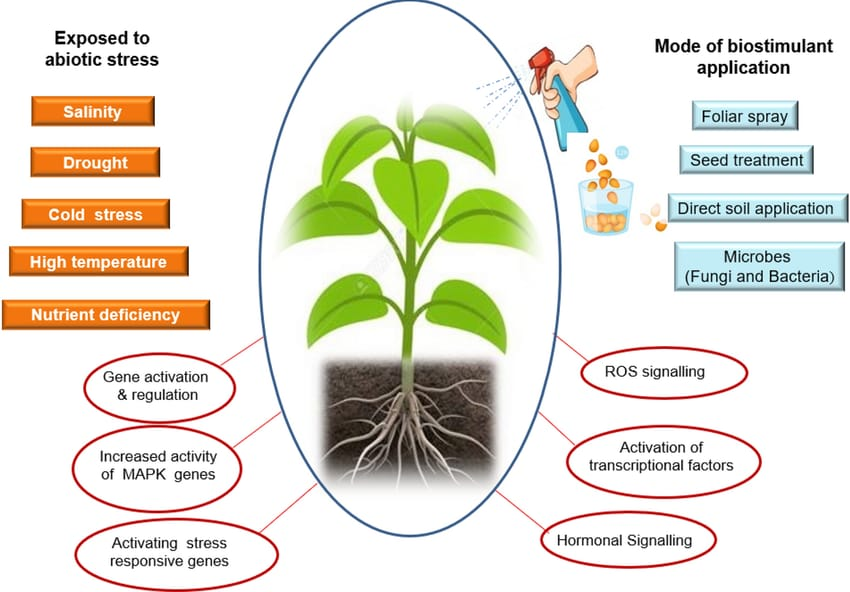 Exposed to
abiotic stress
Salinity
Drought
Cold stress
High temperature
Nutrient deficiency
Mode of biostimulant
application
Foliar spray
Seed treatment
Direct soil application
Microbes
(Fungi and Bacteria)
Gene activation
& regulation
Increased activity
of MAPK genes
Activating stress
responsive genes
ROS signalling
Activation of
transcriptional factors
Hormonal Signalling